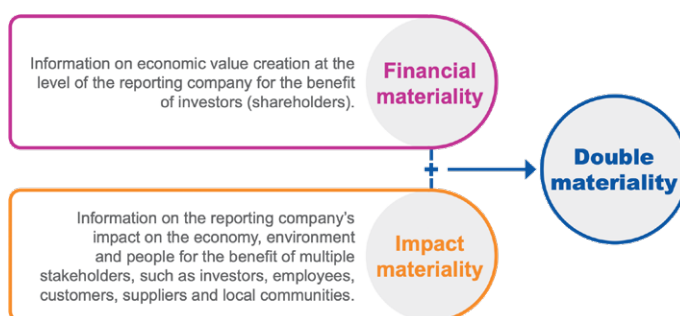 Information on economic value creation at the
level of the reporting company for the benefit
of investors (shareholders).
Financial
materiality
+
Double
materiality
Information on the reporting company’s
impact on the economy, environment
and people for the benefit of multiple
stakeholders, such as investors, employees,
customers, suppliers and local communities.
Impact
materiality